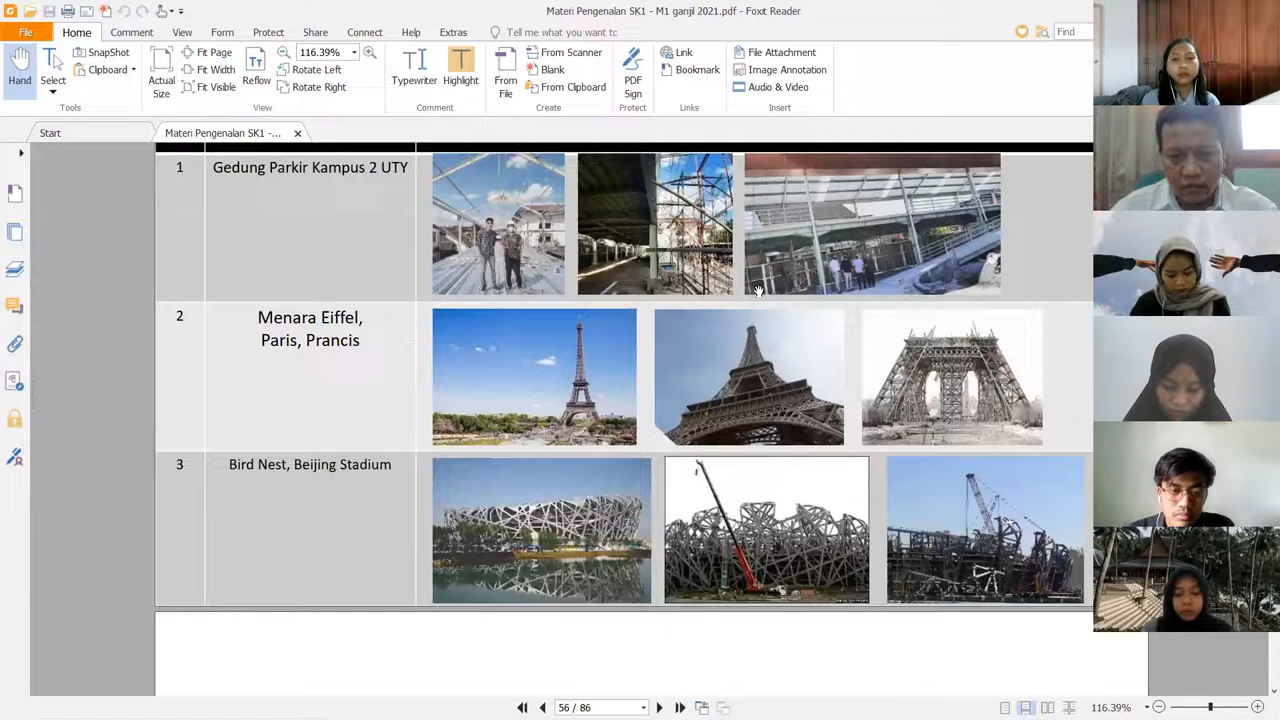 Materi Pengenalan SK1 - M1 ganjil 2021.pdf - Foxit Reader
File Home Comment View Form Protect Share Connect Help Extras Tell me what you want to Find
Hand
Select
SnapShot
Clipboard
Tools
Actual Size
Fit Page
Fit Width
Fit Visible
Reflow
116.39%
Rotate Left
Rotate Right
View
Typewriter
Highlight
Comment
From File
From Scanner
Blank
From Clipboard
Create
PDF Sign
Protect
Link
Bookmark
Links
File Attachment
Image Annotation
Audio & Video
Insert
Start
Materi Pengenalan SK1 -...
1 Gedung Parkir Kampus 2 UTY
2 Menara Eiffel,
Paris, Prancis
3 Bird Nest, Beijing Stadium
56 / 86
116.39%